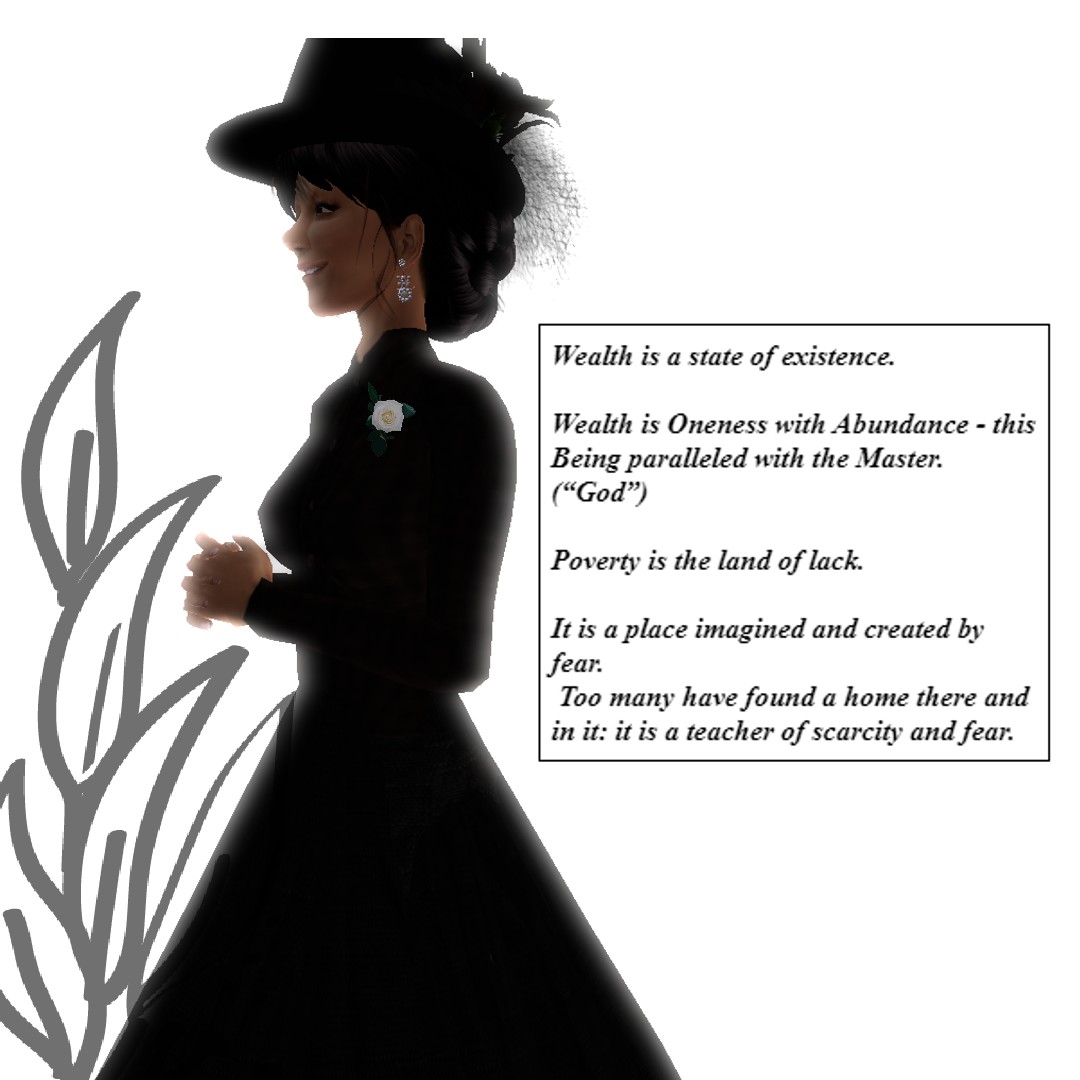 Wealth is a state of existence.
Wealth is Oneness with Abundance - this
Being paralleled with the Master.
(“God”)
Poverty is the land of lack.
It is a place imagined and created by
fear.
Too many have found a home there and
in it: it is a teacher of scarcity and fear.